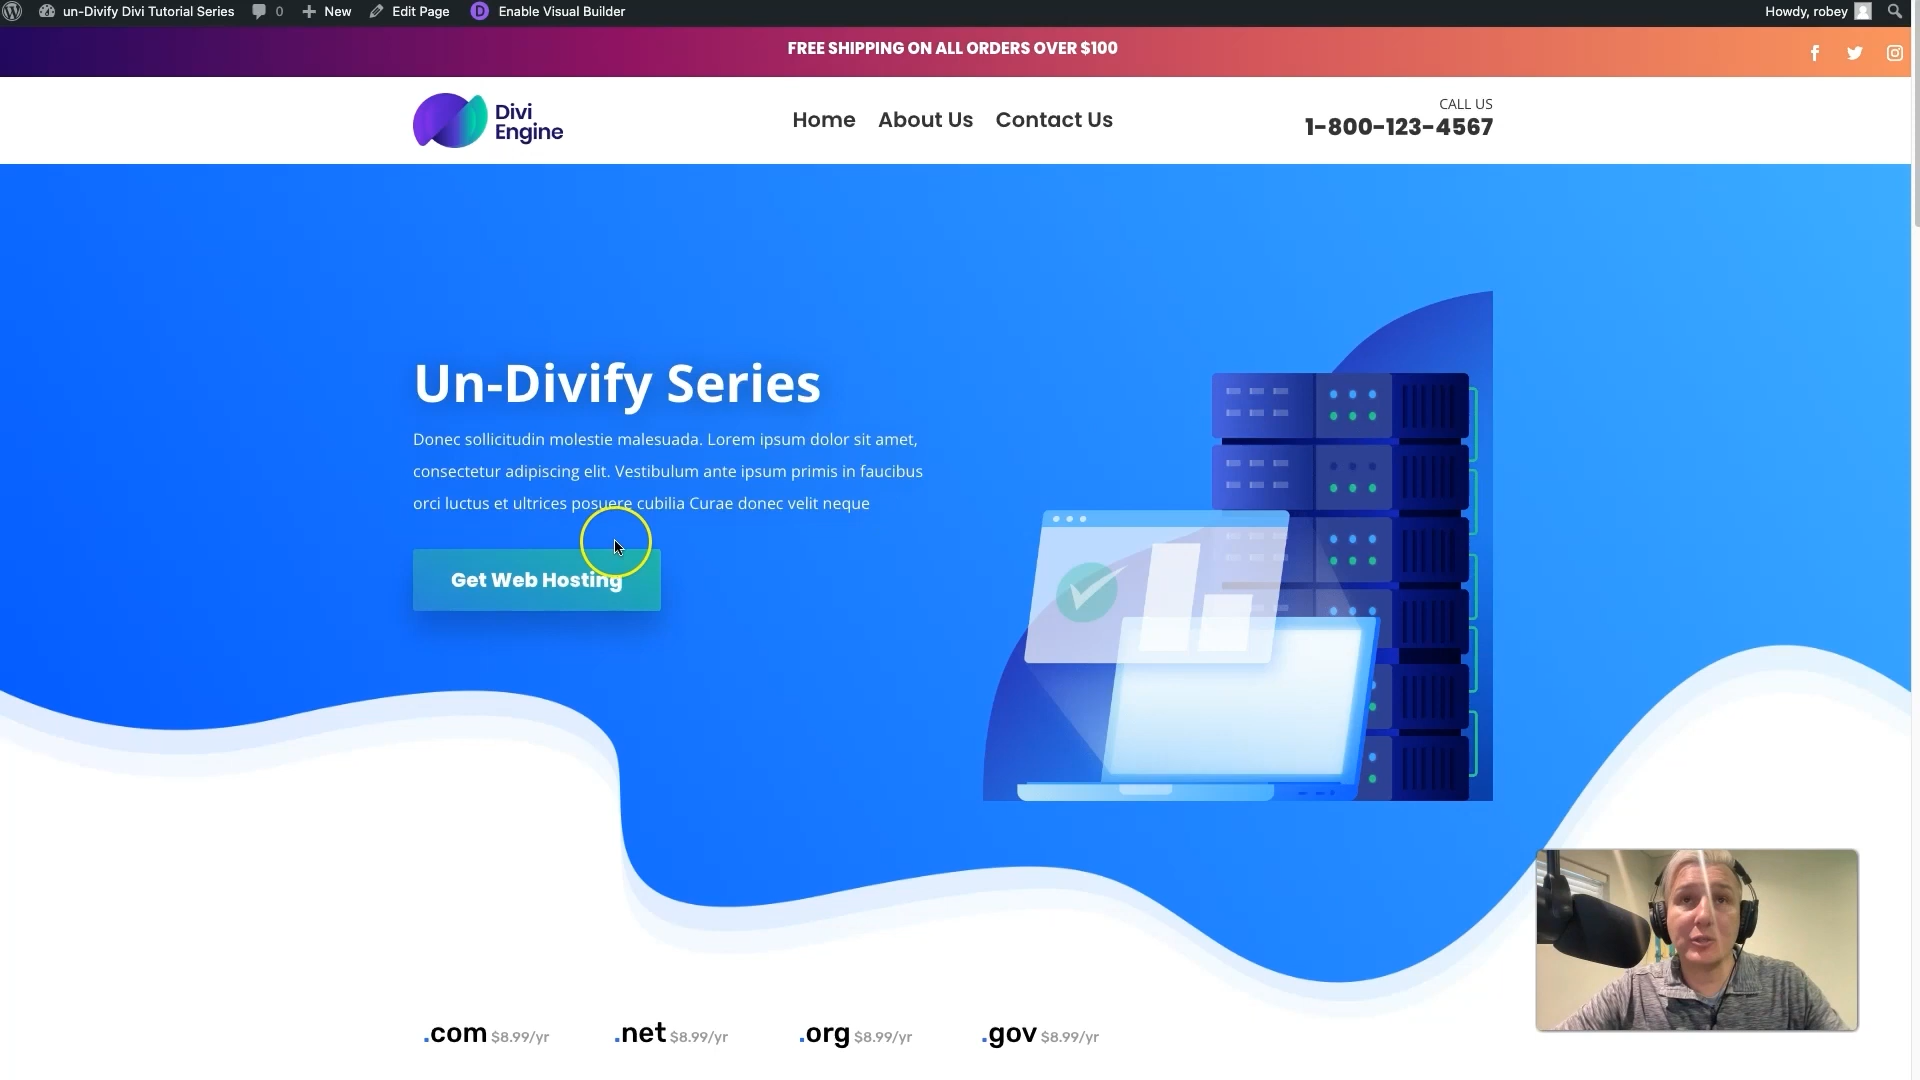 un-Divify Divi Tutorial Series 0 New Edit Page D Enable Visual Builder Howdy, robey
FREE SHIPPING ON ALL ORDERS OVER $100
Divi
Engine
Home About Us Contact Us
CALL US
1-800-123-4567
Un-Divify Series
Donec sollicitudin molestie malesuada. Lorem ipsum dolor sit amet,
consectetur adipiscing elit. Vestibulum ante ipsum primis in faucibus
orci luctus et ultrices posuere cubilia Curae donec velit neque
Get Web Hosting
.com $8.99/yr .net $8.99/yr .org $8.99/yr .gov $8.99/yr